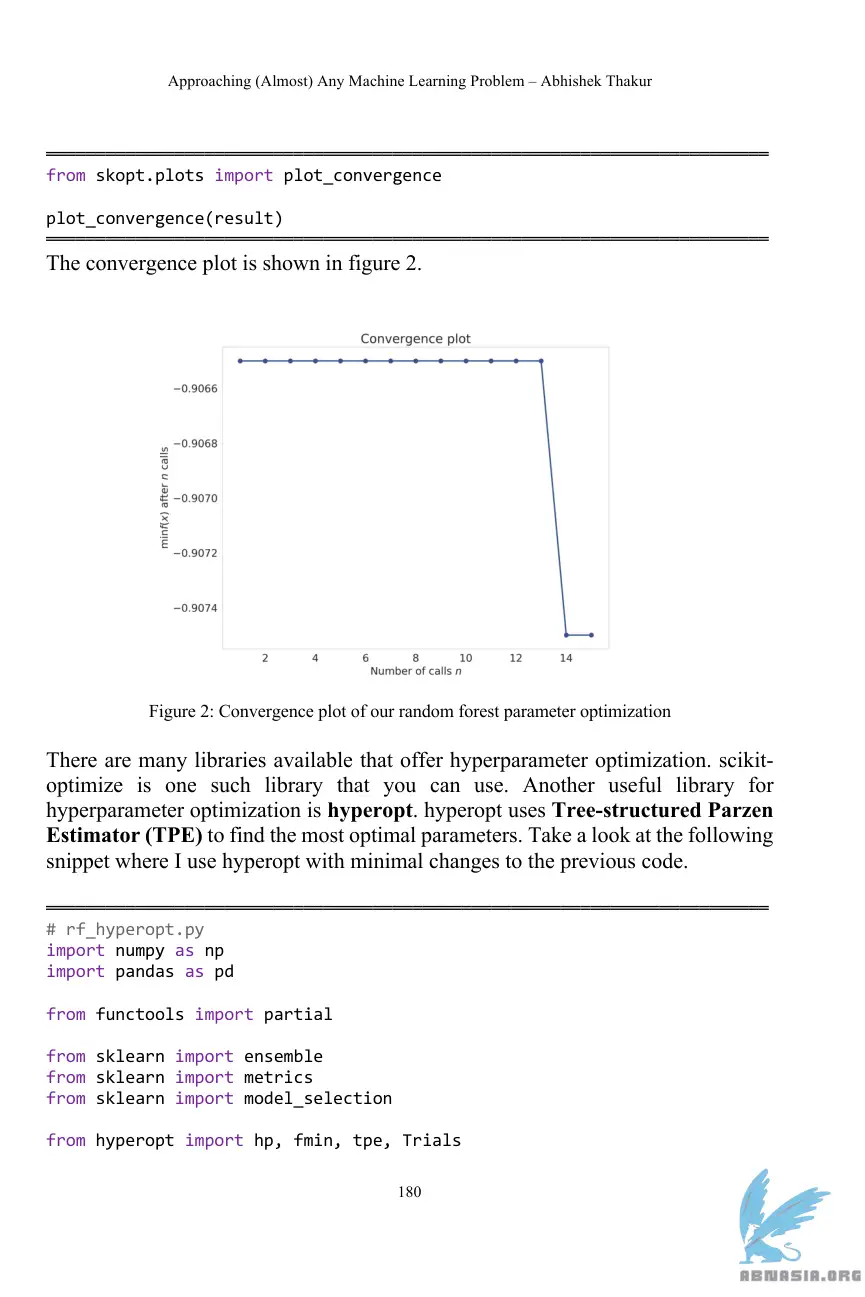 Approaching (Almost) Any Machine Learning Problem – Abhishek Thakur
from skopt.plots import plot_convergence
plot_convergence(result)
The convergence plot is shown in figure 2.
Convergence plot
−0.9066
−0.9068
−0.9070
−0.9072
−0.9074
min f(x) after n calls
2 4 6 8 10 12 14
Number of calls n
Figure 2: Convergence plot of our random forest parameter optimization
There are many libraries available that offer hyperparameter optimization. scikit-
optimize is one such library that you can use. Another useful library for
hyperparameter optimization is hyperopt. hyperopt uses Tree-structured Parzen
Estimator (TPE) to find the most optimal parameters. Take a look at the following
snippet where I use hyperopt with minimal changes to the previous code.
# rf_hyperopt.py
import numpy as np
import pandas as pd
from functools import partial
from sklearn import ensemble
from sklearn import metrics
from sklearn import model_selection
from hyperopt import hp, fmin, tpe, Trials
180
ABNASIA.ORG